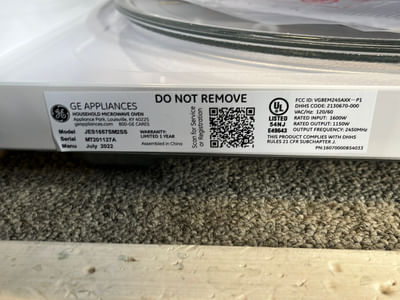 DO NOT REMOVE
GE APPLIANCES
HOUSEHOLD MICROWAVE OVEN
Appliance Park, Louisville, KY 40225
geappliances.com 800-GE CARES
Model JES1657SM2SS
Serial MT201127A
Manu July 2022
WARRANTY:
LIMITED 1 YEAR
Assembled in China
Scan for Service
or Registration
UL
LISTED
54NJ
E49643
FCC ID: VG8EM245AXX-P1
DHHS CODE: 2130670-000
VAC/Hz: 120/60
RATED INPUT: 1600W
RATED OUTPUT: 1150W
OUTPUT FREQUENCY: 2450MHz
THIS PRODUCT COMPLIES WITH DHHS
RULES 21 CFR SUBCHAPTER J.
PN:16070000B54033